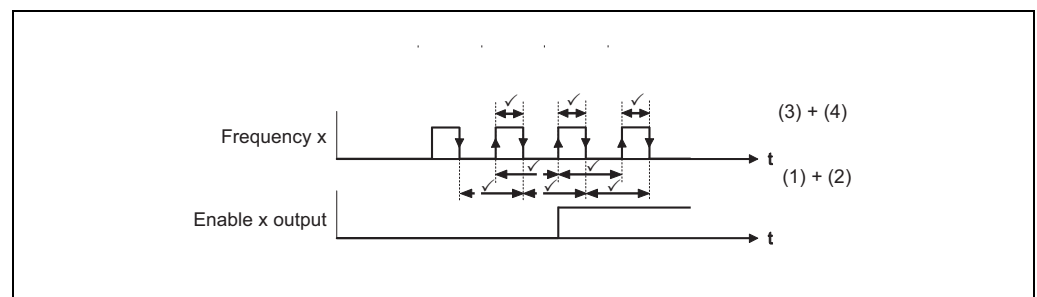 ✓ ✓ ✓
(3) + (4)
Frequency x
t
✓ ✓
(1) + (2)
✓ ✓ ✓
Enable x output
t